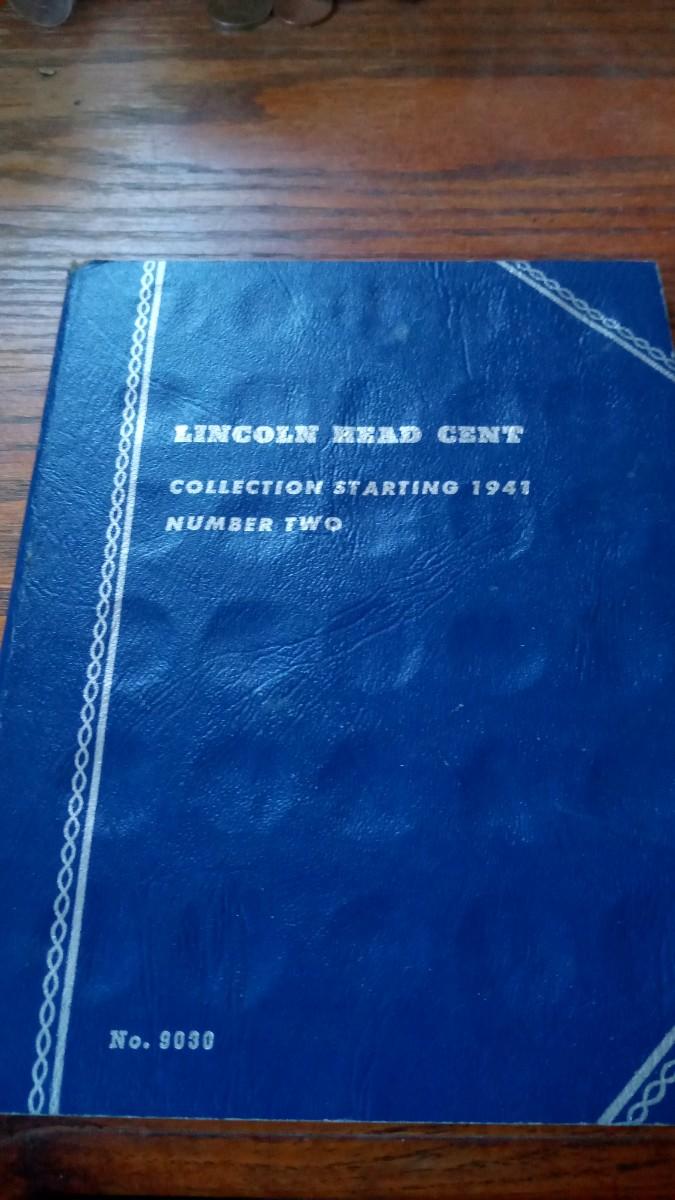 LINCOLN HEAD CENT
COLLECTION STARTING 1941
NUMBER TWO
No. 9030